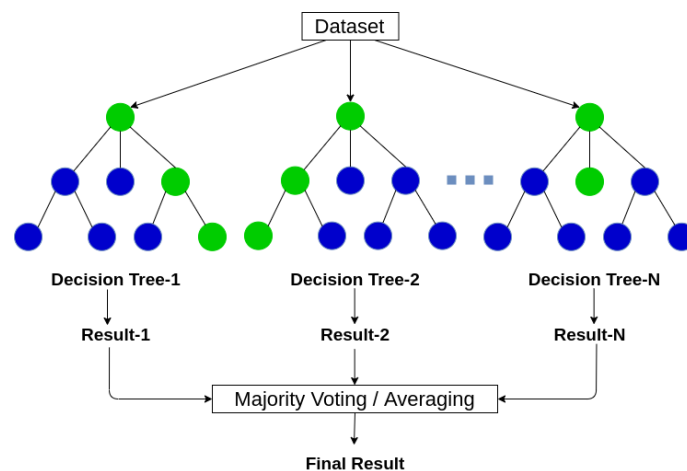 Dataset
Decision Tree-1
Decision Tree-2
Decision Tree-N
Result-1
Result-2
Result-N
Majority Voting / Averaging
Final Result